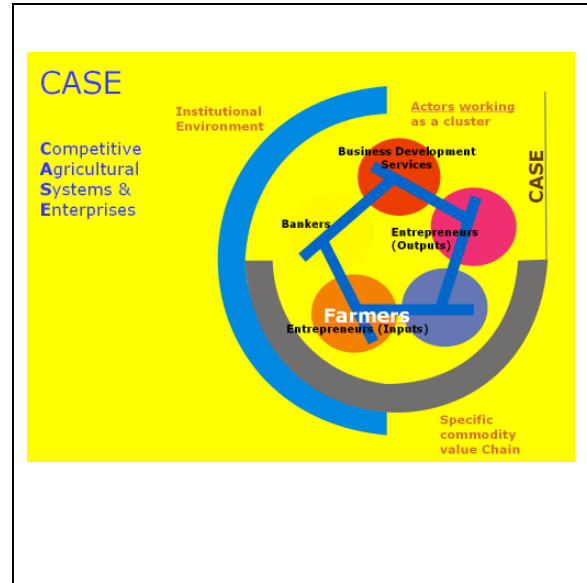 CASE
Competitive
Agricultural
Systems &
Enterprises
Institutional
Environment
Actors working
as a cluster
Business Development
Services
Bankers
Entrepreneurs
(Outputs)
CASE
Farmers
Entrepreneurs (Inputs)
Specific
commodity
value Chain